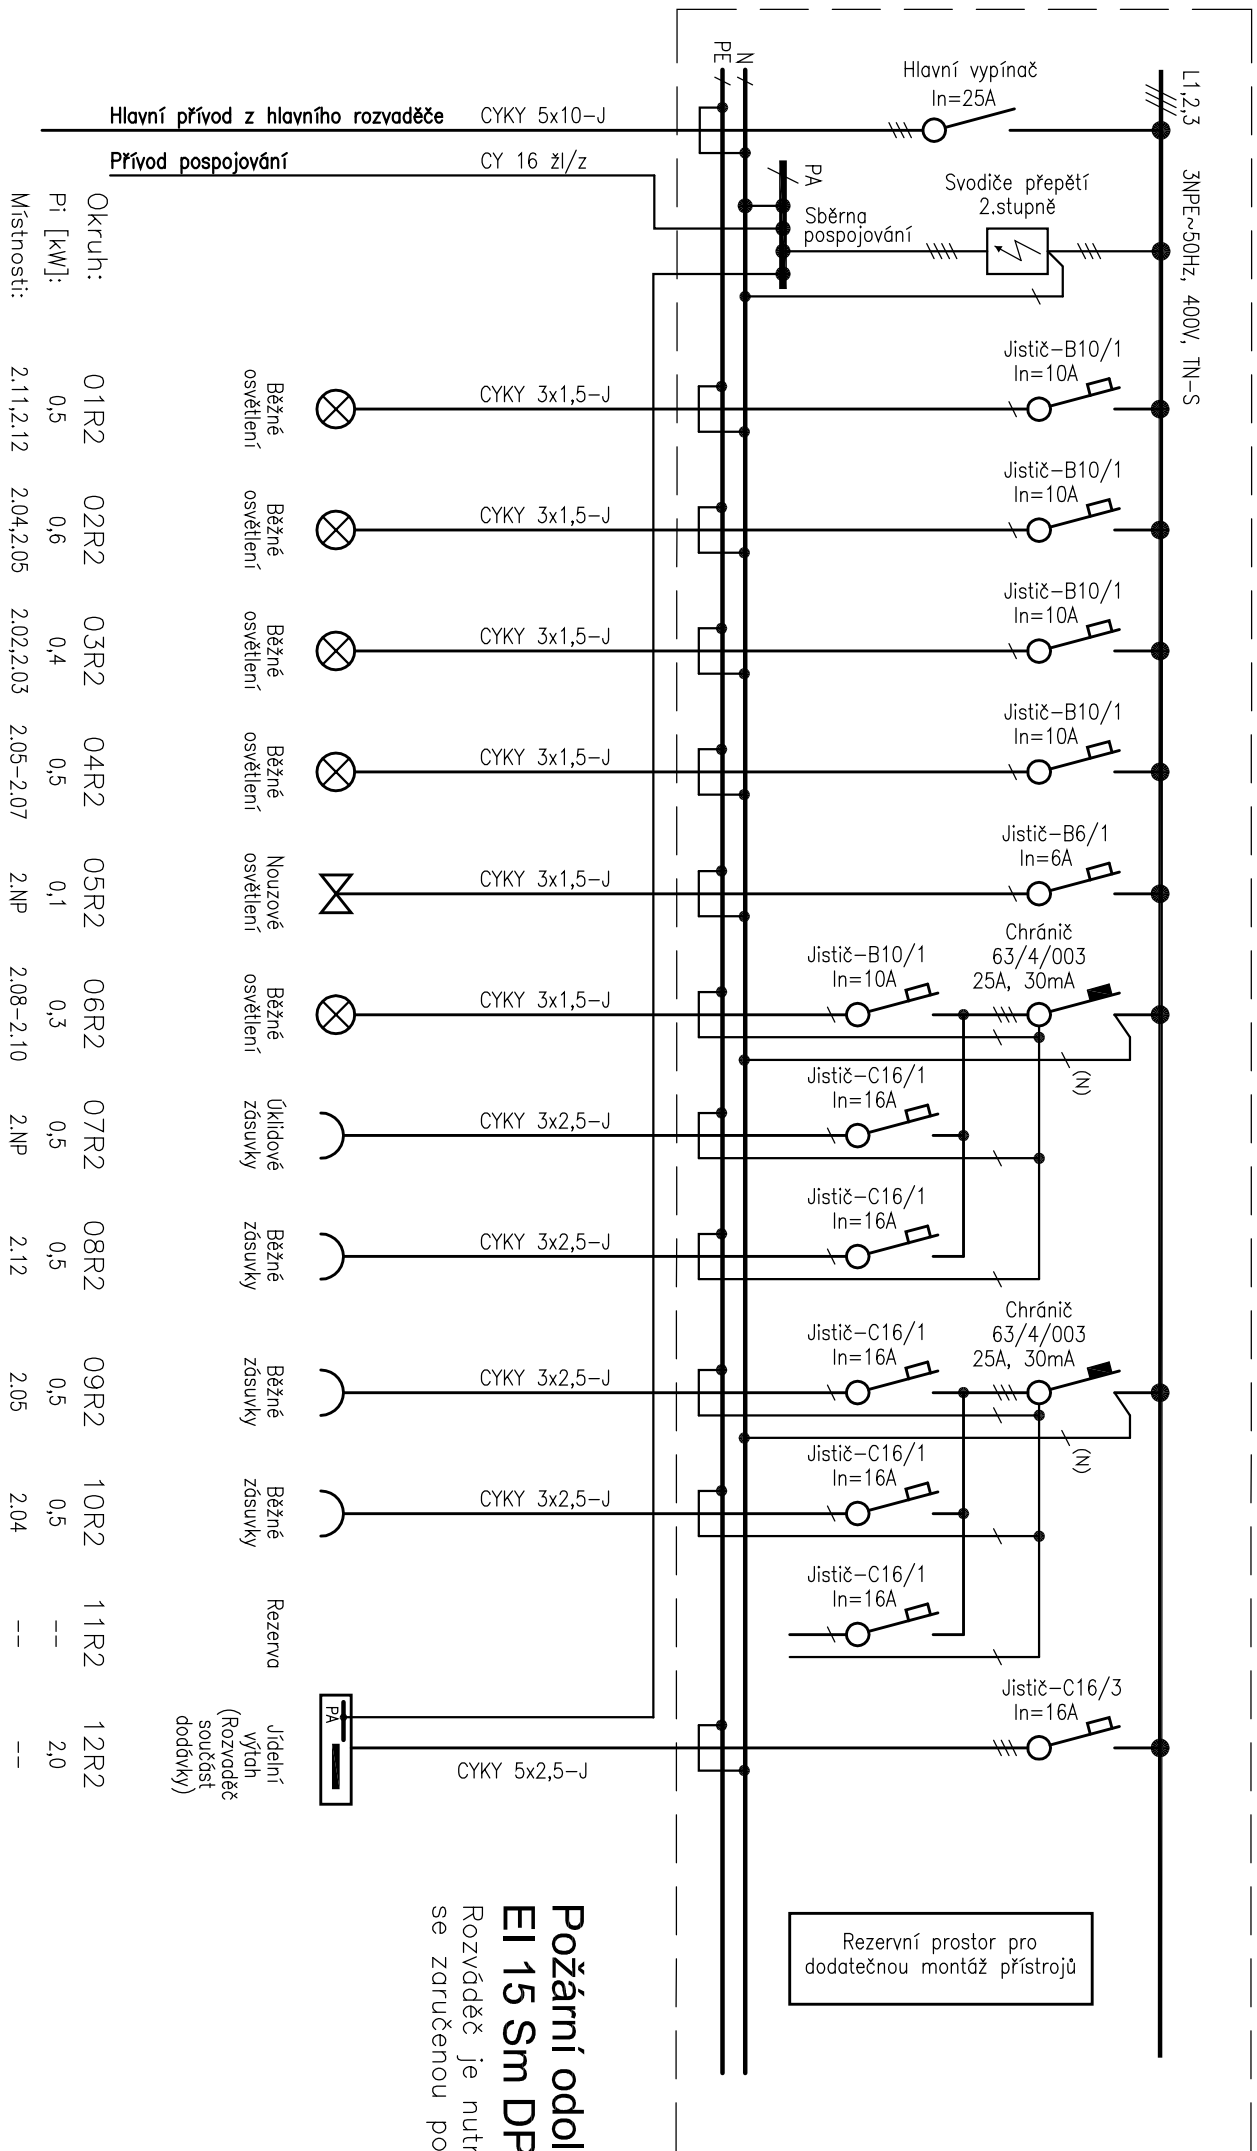 Hlavní vypínač
In=25A
L1,2,3
3NPE~50Hz, 400V, TN-S
PE
N
Hlavní přívod z hlavního rozvaděče
CYKY 5x10-J
Přívod pospojování
CY 16 žl/z
PA
Sběrna
pospojování
Svodiče přepětí
2.stupně
Okruh:
Pi [kW]:
Místnosti:
Jistič-B10/1
In=10A
CYKY 3x1,5-J
Běžné
osvětlení
01R2
0,5
2.11,2.12
Jistič-B10/1
In=10A
CYKY 3x1,5-J
Běžné
osvětlení
02R2
0,6
2.04,2.05
Jistič-B10/1
In=10A
CYKY 3x1,5-J
Běžné
osvětlení
03R2
0,4
2.02,2.03
Jistič-B10/1
In=10A
CYKY 3x1,5-J
Běžné
osvětlení
04R2
0,5
2.05-2.07
Jistič-B6/1
In=6A
CYKY 3x1,5-J
Nouzové
osvětlení
05R2
0,1
2.NP
Chránič
63/4/003
25A, 30mA
(N)
Jistič-B10/1
In=10A
CYKY 3x1,5-J
Běžné
osvětlení
06R2
0,3
2.08-2.10
Jistič-C16/1
In=16A
CYKY 3x2,5-J
Úklidové
zásuvky
07R2
0,5
2.NP
Jistič-C16/1
In=16A
CYKY 3x2,5-J
Běžné
zásuvky
08R2
0,5
2.12
Chránič
63/4/003
25A, 30mA
(N)
Jistič-C16/1
In=16A
CYKY 3x2,5-J
Běžné
zásuvky
09R2
0,5
2.05
Jistič-C16/1
In=16A
CYKY 3x2,5-J
Běžné
zásuvky
10R2
0,5
2.04
Jistič-C16/1
In=16A
Rezerva
11R2
--
--
Jistič-C16/3
In=16A
CYKY 5x2,5-J
PA
Jídelní
výtah
(Rozvaděč
součást
dodávky)
12R2
2,0
--
Rezervní prostor pro
dodatečnou montáž přístrojů
Požární odol
EI 15 Sm DP
Rozváděč je nutr
se zaručenou po